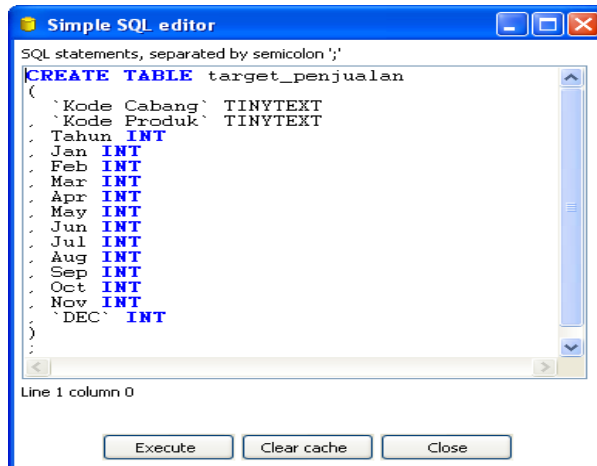 Simple SQL editor
SQL statements, separated by semicolon ';'
CREATE TABLE target_penjualan
(
  `Kode Cabang` TINYTEXT
, `Kode Produk` TINYTEXT
, Tahun INT
, Jan INT
, Feb INT
, Mar INT
, Apr INT
, May INT
, Jun INT
, Jul INT
, Aug INT
, Sep INT
, Oct INT
, Nov INT
, `DEC` INT
)
;
Line 1 column 0
Execute Clear cache Close